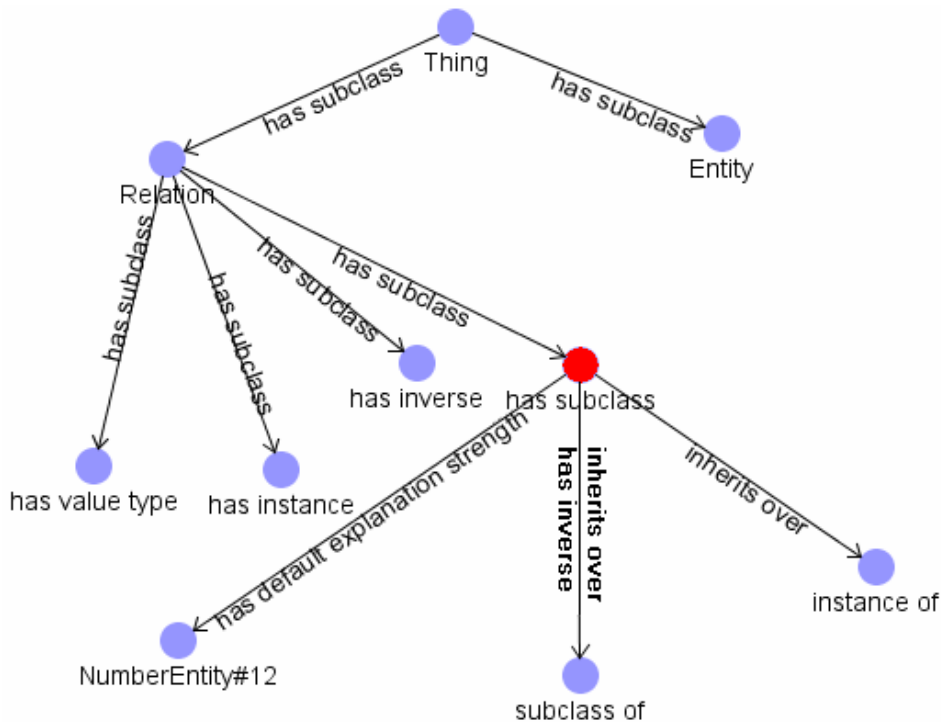 Thing
has subclass
has subclass
Entity
Relation
has subclass
has subclass
has subclass
has subclass
has inverse
has subclass
has value type
has instance
has default explanation strength
inherits over
has inverse
inherits over
instance of
NumberEntity#12
subclass of